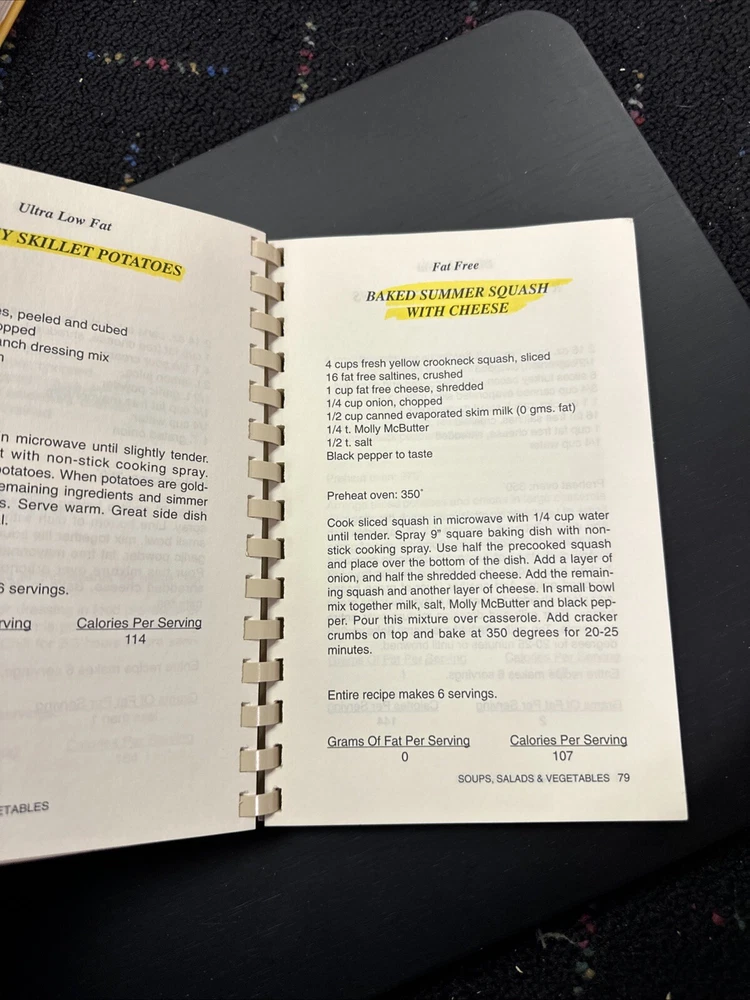 Ultra Low Fat
Y SKILLET POTATOES
es, peeled and cubed
opped
anch dressing mix
n
n microwave until slightly tender.
t with non-stick cooking spray.
potatoes. When potatoes are gold-
emaining ingredients and simmer
s. Serve warm. Great side dish
l.
6 servings.
rving Calories Per Serving
114
ETABLES
Fat Free
BAKED SUMMER SQUASH
WITH CHEESE
4 cups fresh yellow crookneck squash, sliced
16 fat free saltines, crushed
1 cup fat free cheese, shredded
1/4 cup onion, chopped
1/2 cup canned evaporated skim milk (0 gms. fat)
1/4 t. Molly McButter
1/2 t. salt
Black pepper to taste
Preheat oven: 350°
Cook sliced squash in microwave with 1/4 cup water
until tender. Spray 9" square baking dish with non-
stick cooking spray. Use half the precooked squash
and place over the bottom of the dish. Add a layer of
onion, and half the shredded cheese. Add the remain-
ing squash and another layer of cheese. In small bowl
mix together milk, salt, Molly McButter and black pep-
per. Pour this mixture over casserole. Add cracker
crumbs on top and bake at 350 degrees for 20-25
minutes.
Entire recipe makes 6 servings.
Grams Of Fat Per Serving Calories Per Serving
0 107
SOUPS, SALADS & VEGETABLES 79